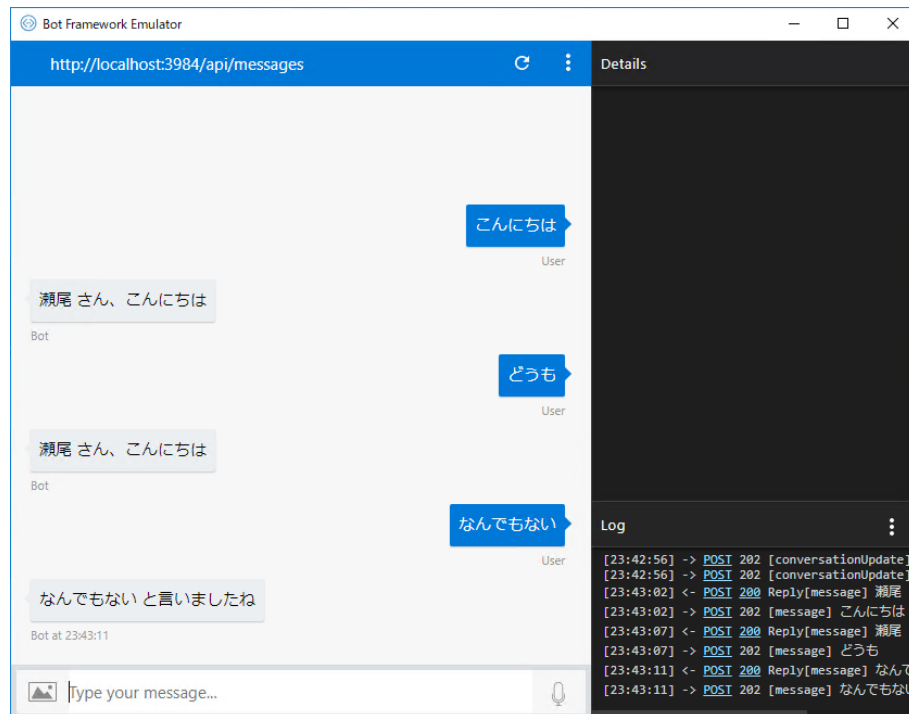 Bot Framework Emulator
http://localhost:3984/api/messages
こんにちは
User
瀬尾 さん、こんにちは
Bot
どうも
User
瀬尾 さん、こんにちは
Bot
なんでもない
User
なんでもない と言いましたね
Bot at 23:43:11
Type your message...
Details
Log
[23:42:56] -> POST 202 [conversationUpdate]
[23:42:56] -> POST 202 [conversationUpdate]
[23:43:02] <- POST 200 Reply[message] 瀬尾
[23:43:02] -> POST 202 [message] こんにちは
[23:43:07] <- POST 200 Reply[message] 瀬尾
[23:43:07] -> POST 202 [message] どうも
[23:43:11] <- POST 200 Reply[message] なんで
[23:43:11] -> POST 202 [message] なんでもない